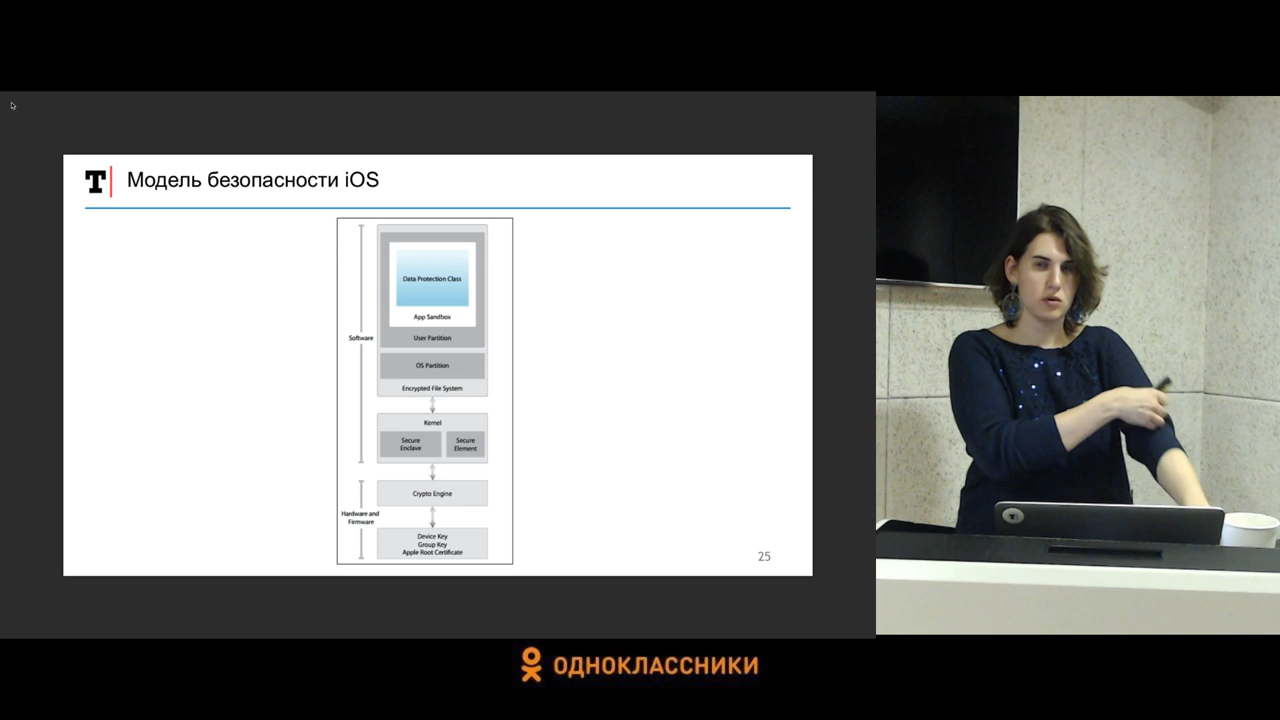 T
Модель безопасности iOS
Data Protection Class
App Sandbox
User Partition
OS Partition
Encrypted File System
Software
Kernel
Secure
Enclave
Secure
Element
Crypto Engine
Hardware and
Firmware
Device Key
Group Key
Apple Root Certificate
25
T
ОДНОКЛАССНИКИ